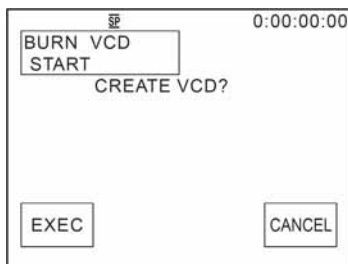 SP 0:00:00:00
BURN VCD
START
CREATE VCD?
EXEC CANCEL